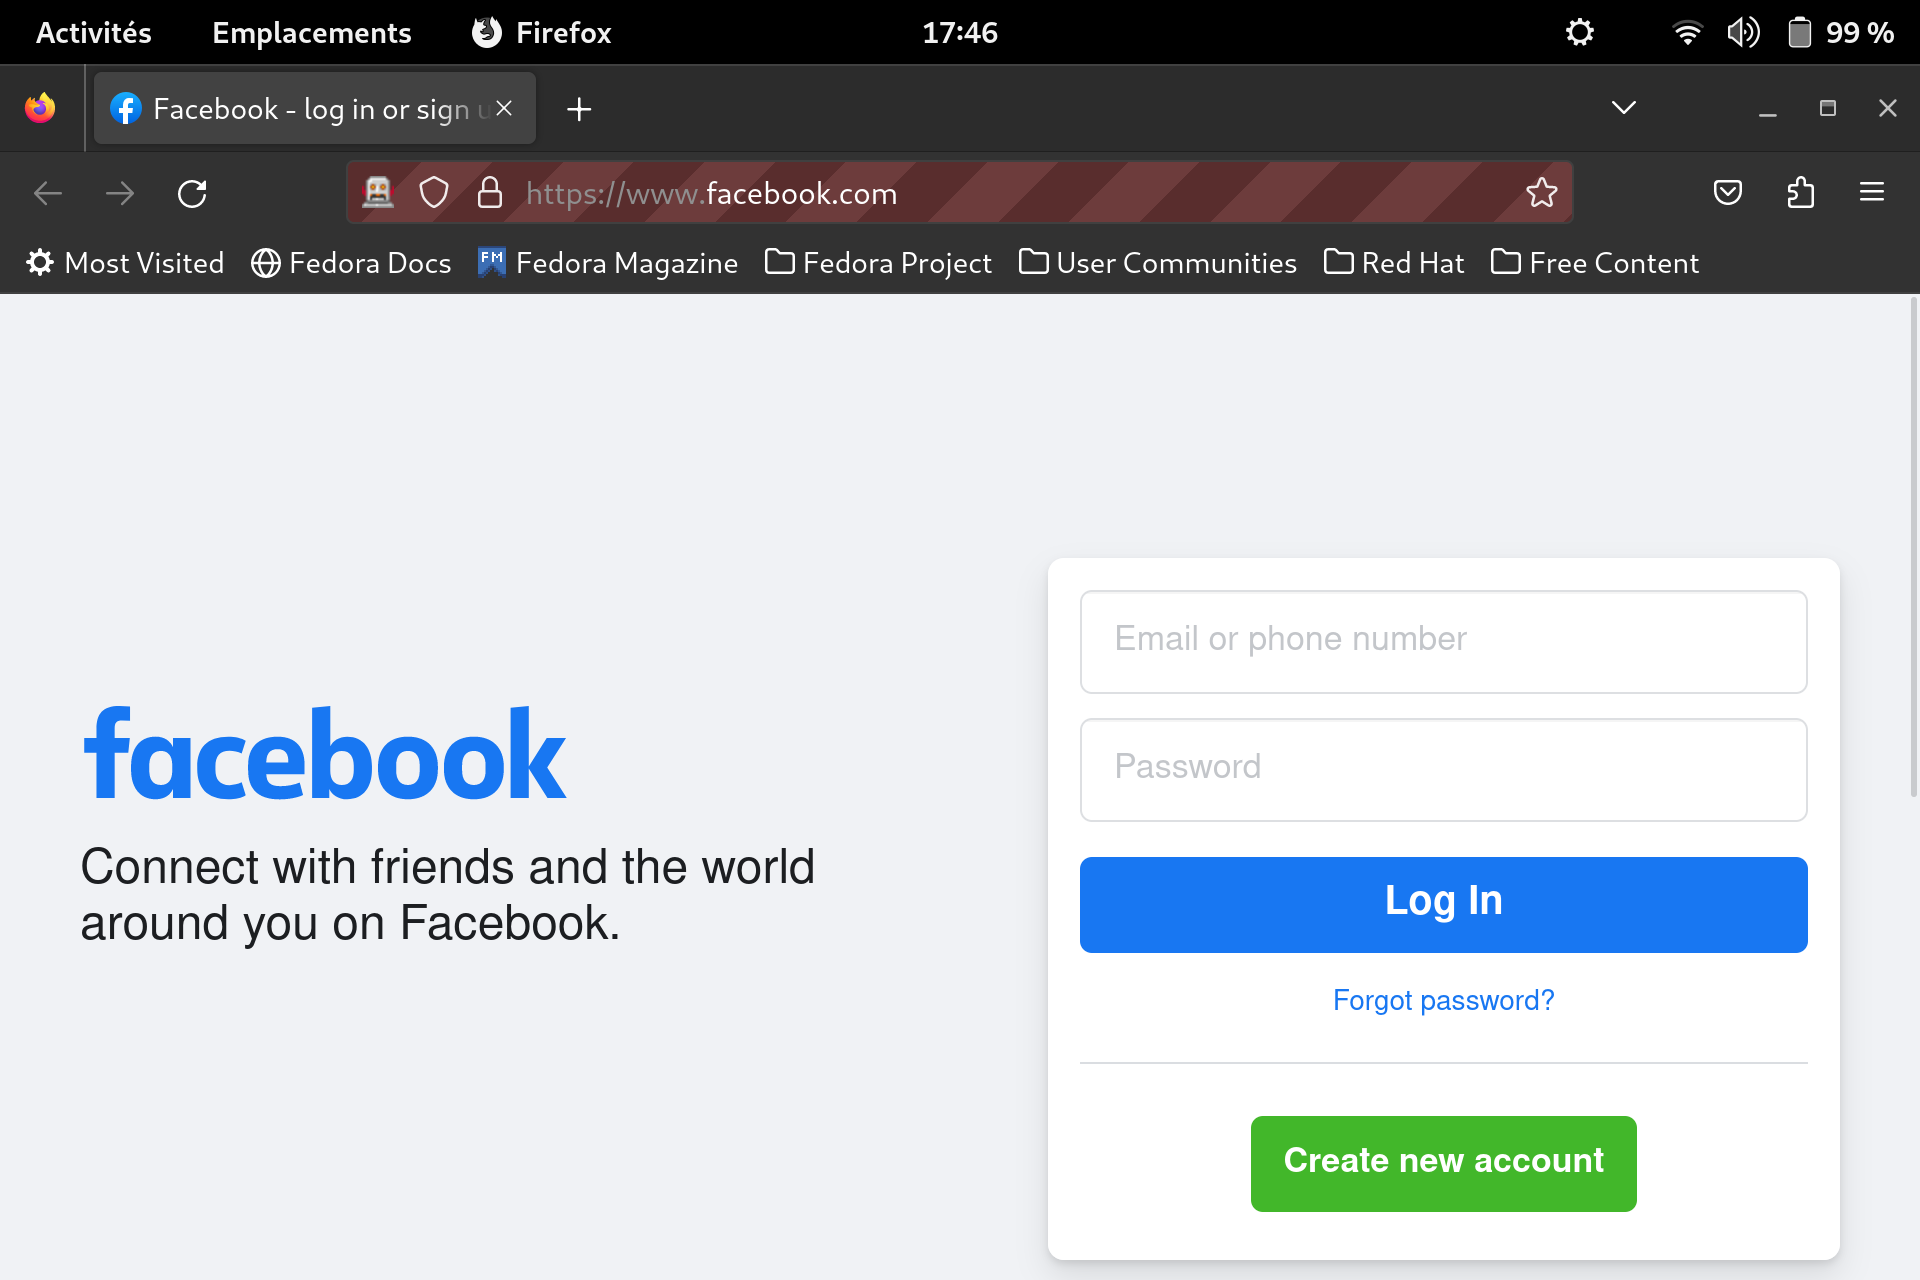 Activités Emplacements Firefox 17:46 99 %
Facebook - log in or sign
https://www.facebook.com
Most Visited Fedora Docs FM Fedora Magazine Fedora Project User Communities Red Hat Free Content
Email or phone number
Password
facebook
Connect with friends and the world
around you on Facebook.
Log In
Forgot password?
Create new account